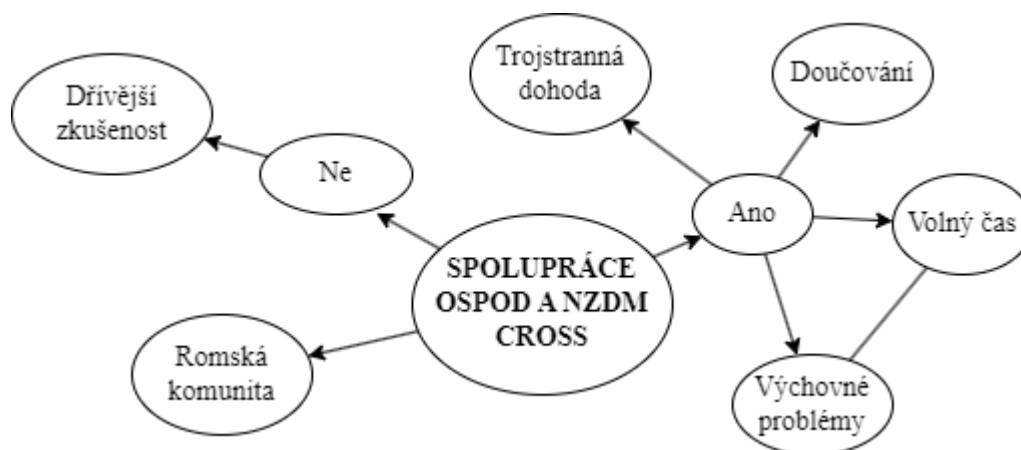 Trojstranná
dohoda
Doučování
Dřívější
zkušenost
Ne
Ano
Volný čas
SPOLUPRÁCE
OSPOD A NZDM
CROSS
Romská
komunita
Výchovné
problémy